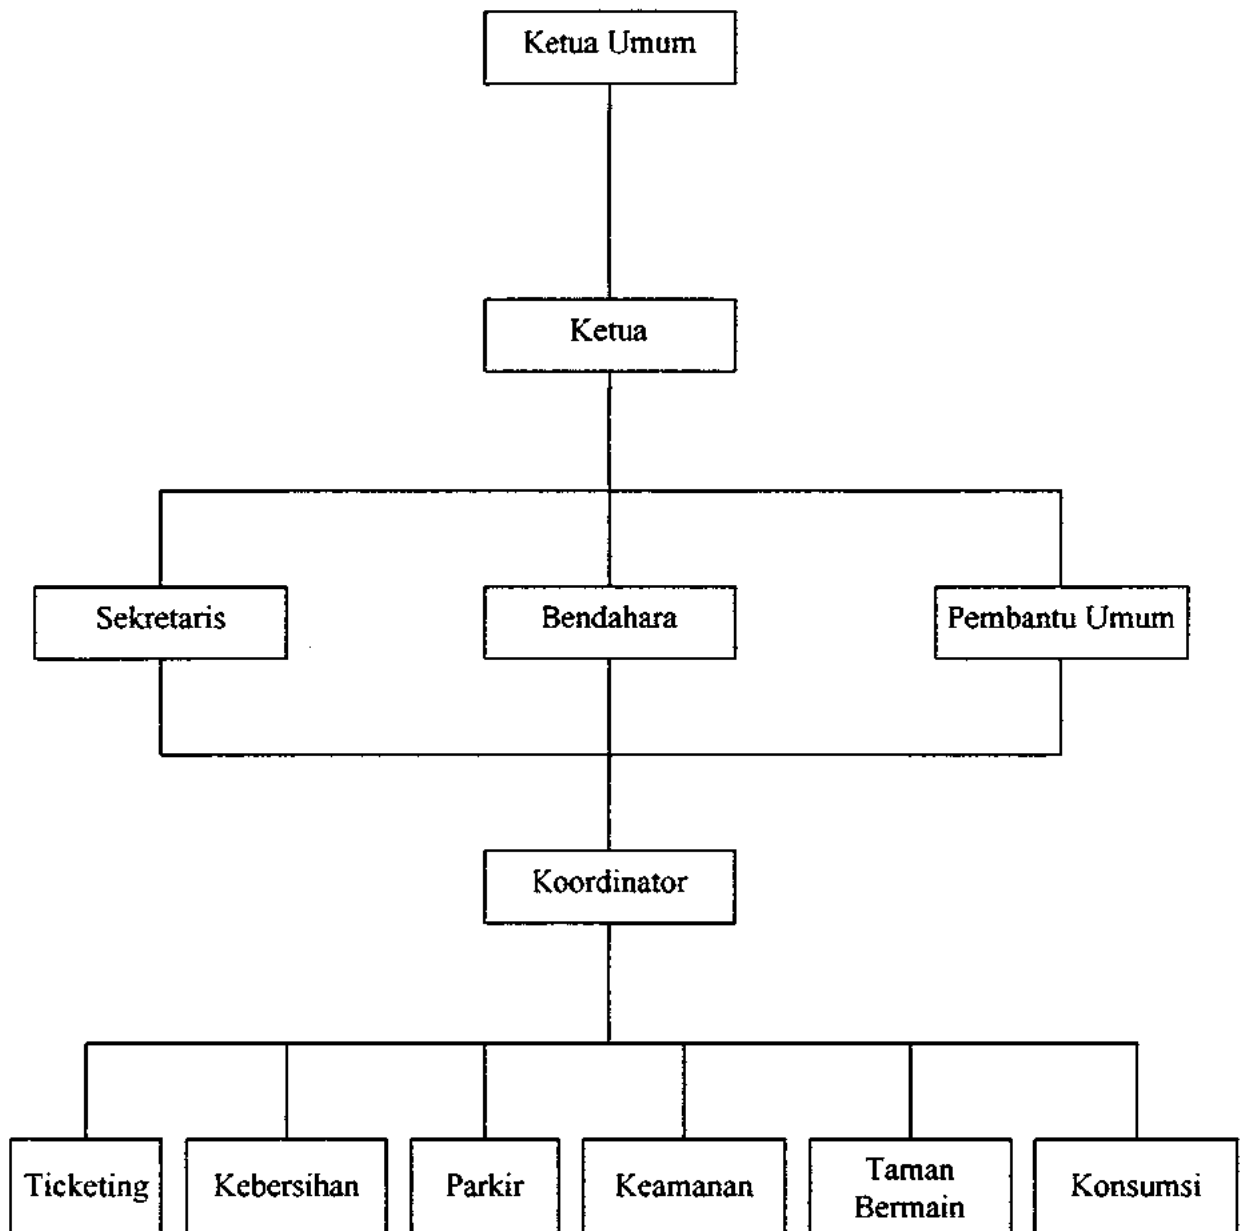 Ketua Umum
Ketua
Sekretaris
Bendahara
Pembantu Umum
Koordinator
Ticketing
Kebersihan
Parkir
Keamanan
Taman
Bermain
Konsumsi